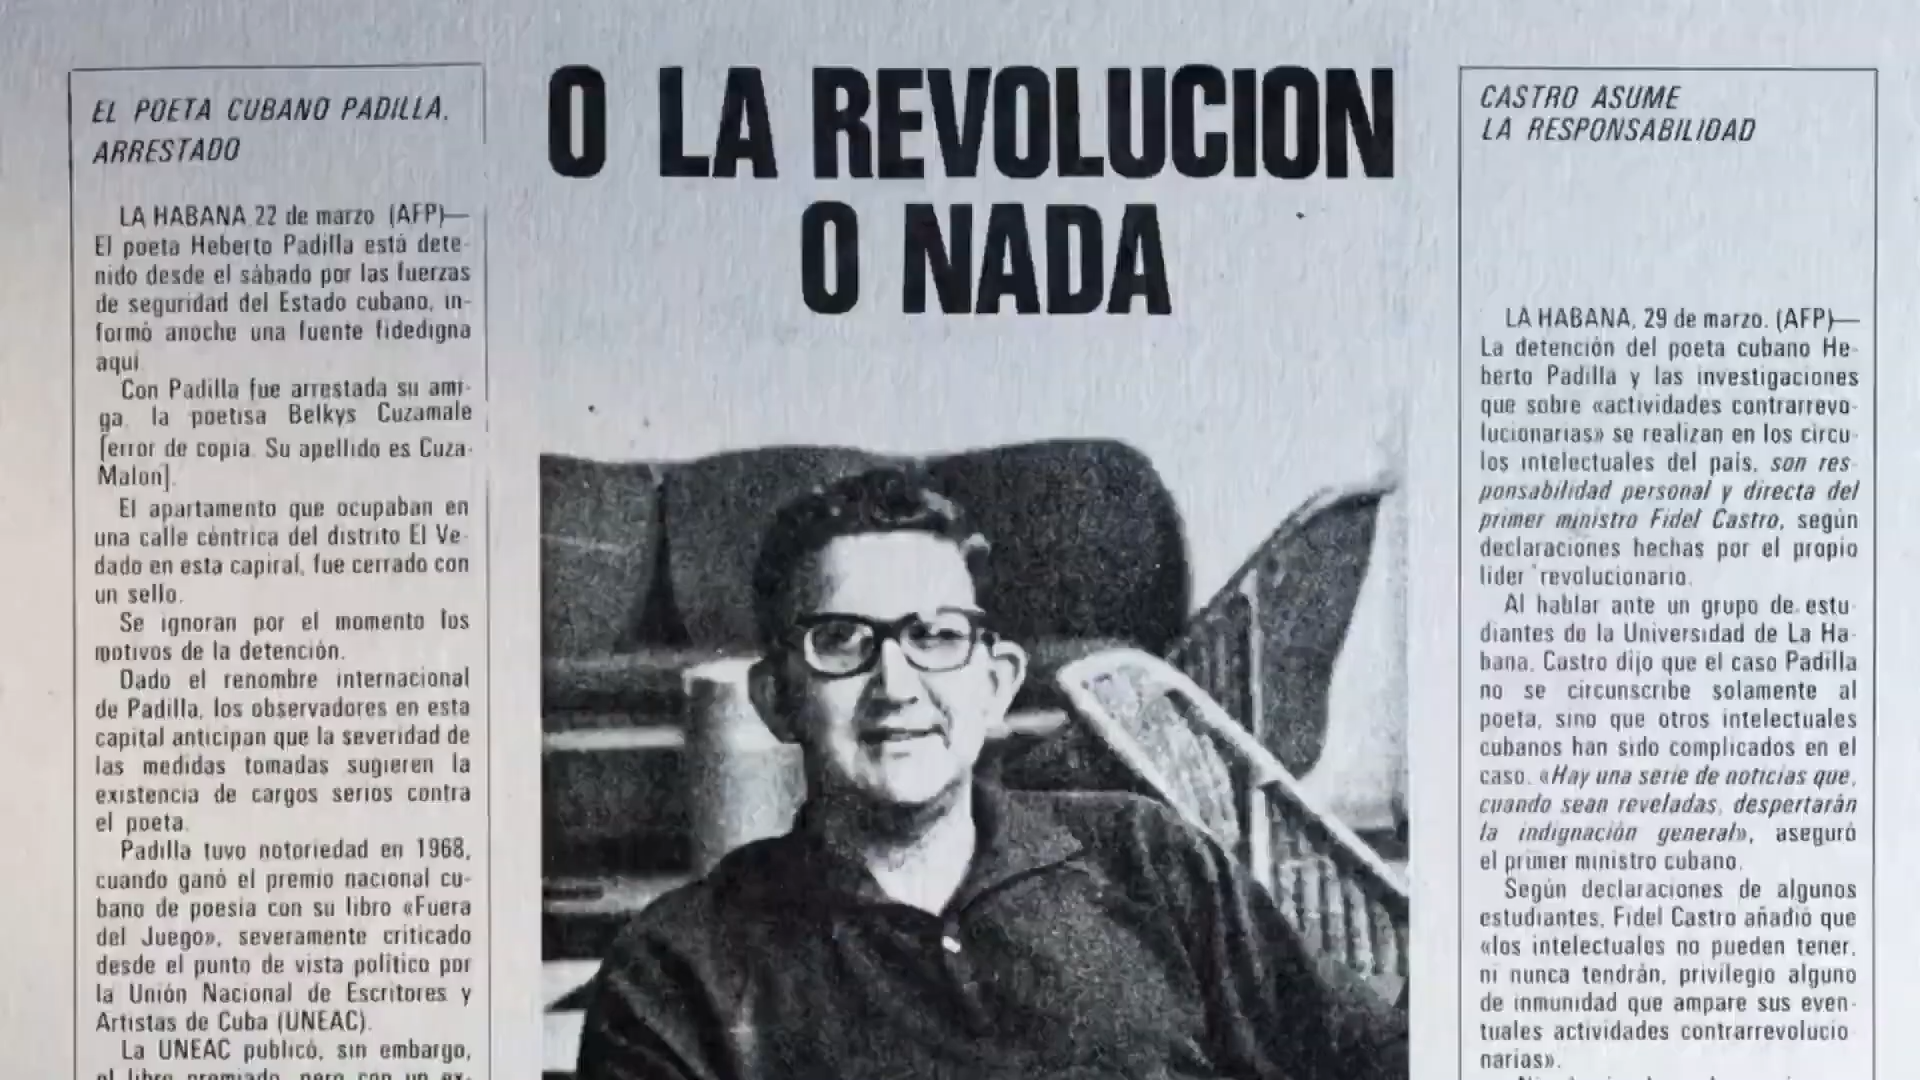 EL POETA CUBANO PADILLA,
ARRESTADO
LA HABANA 22 de marzo (AFP)—
El poeta Heberto Padilla está dete-
nido desde el sábado por las fuerzas
de seguridad del Estado cubano, in-
formó anoche una fuente fidedigna
aquí.
Con Padilla fue arrestada su ami-
ga, la poetisa Belkys Cuzamale
[error de copia. Su apellido es Cuza-
Malon].
El apartamento que ocupaban en
una calle céntrica del distrito El Ve-
dado en esta capiral, fue cerrado con
un sello.
Se ignoran por el momento los
motivos de la detención.
Dado el renombre internacional
de Padilla, los observadores en esta
capital anticipan que la severidad de
las medidas tomadas sugieren la
existencia de cargos serios contra
el poeta.
Padilla tuvo notoriedad en 1968,
cuando ganó el premio nacional cu-
bano de poesía con su libro «Fuera
del Juego», severamente criticado
desde el punto de vista político por
la Unión Nacional de Escritores y
Artistas de Cuba (UNEAC).
La UNEAC publicó, sin embargo,
el libro premiado, pero con un ex-
O LA REVOLUCION
O NADA
CASTRO ASUME
LA RESPONSABILIDAD
LA HABANA, 29 de marzo. (AFP)—
La detención del poeta cubano He-
berto Padilla y las investigaciones
que sobre «actividades contrarrevo-
lucionarias» se realizan en los círcu-
los intelectuales del país, son res-
ponsabilidad personal y directa del
primer ministro Fidel Castro, según
declaraciones hechas por el propio
líder revolucionario.
Al hablar ante un grupo de estu-
diantes de la Universidad de La Ha-
bana, Castro dijo que el caso Padilla
no se circunscribe solamente al
poeta, sino que otros intelectuales
cubanos han sido complicados en el
caso. «Hay una serie de noticias que,
cuando sean reveladas, despertarán
la indignación general», aseguró
el primer ministro cubano.
Según declaraciones de algunos
estudiantes, Fidel Castro añadió que
«los intelectuales no pueden tener,
ni nunca tendrán, privilegio alguno
de inmunidad que ampare sus even-
tuales actividades contrarrevolucio-
narias».